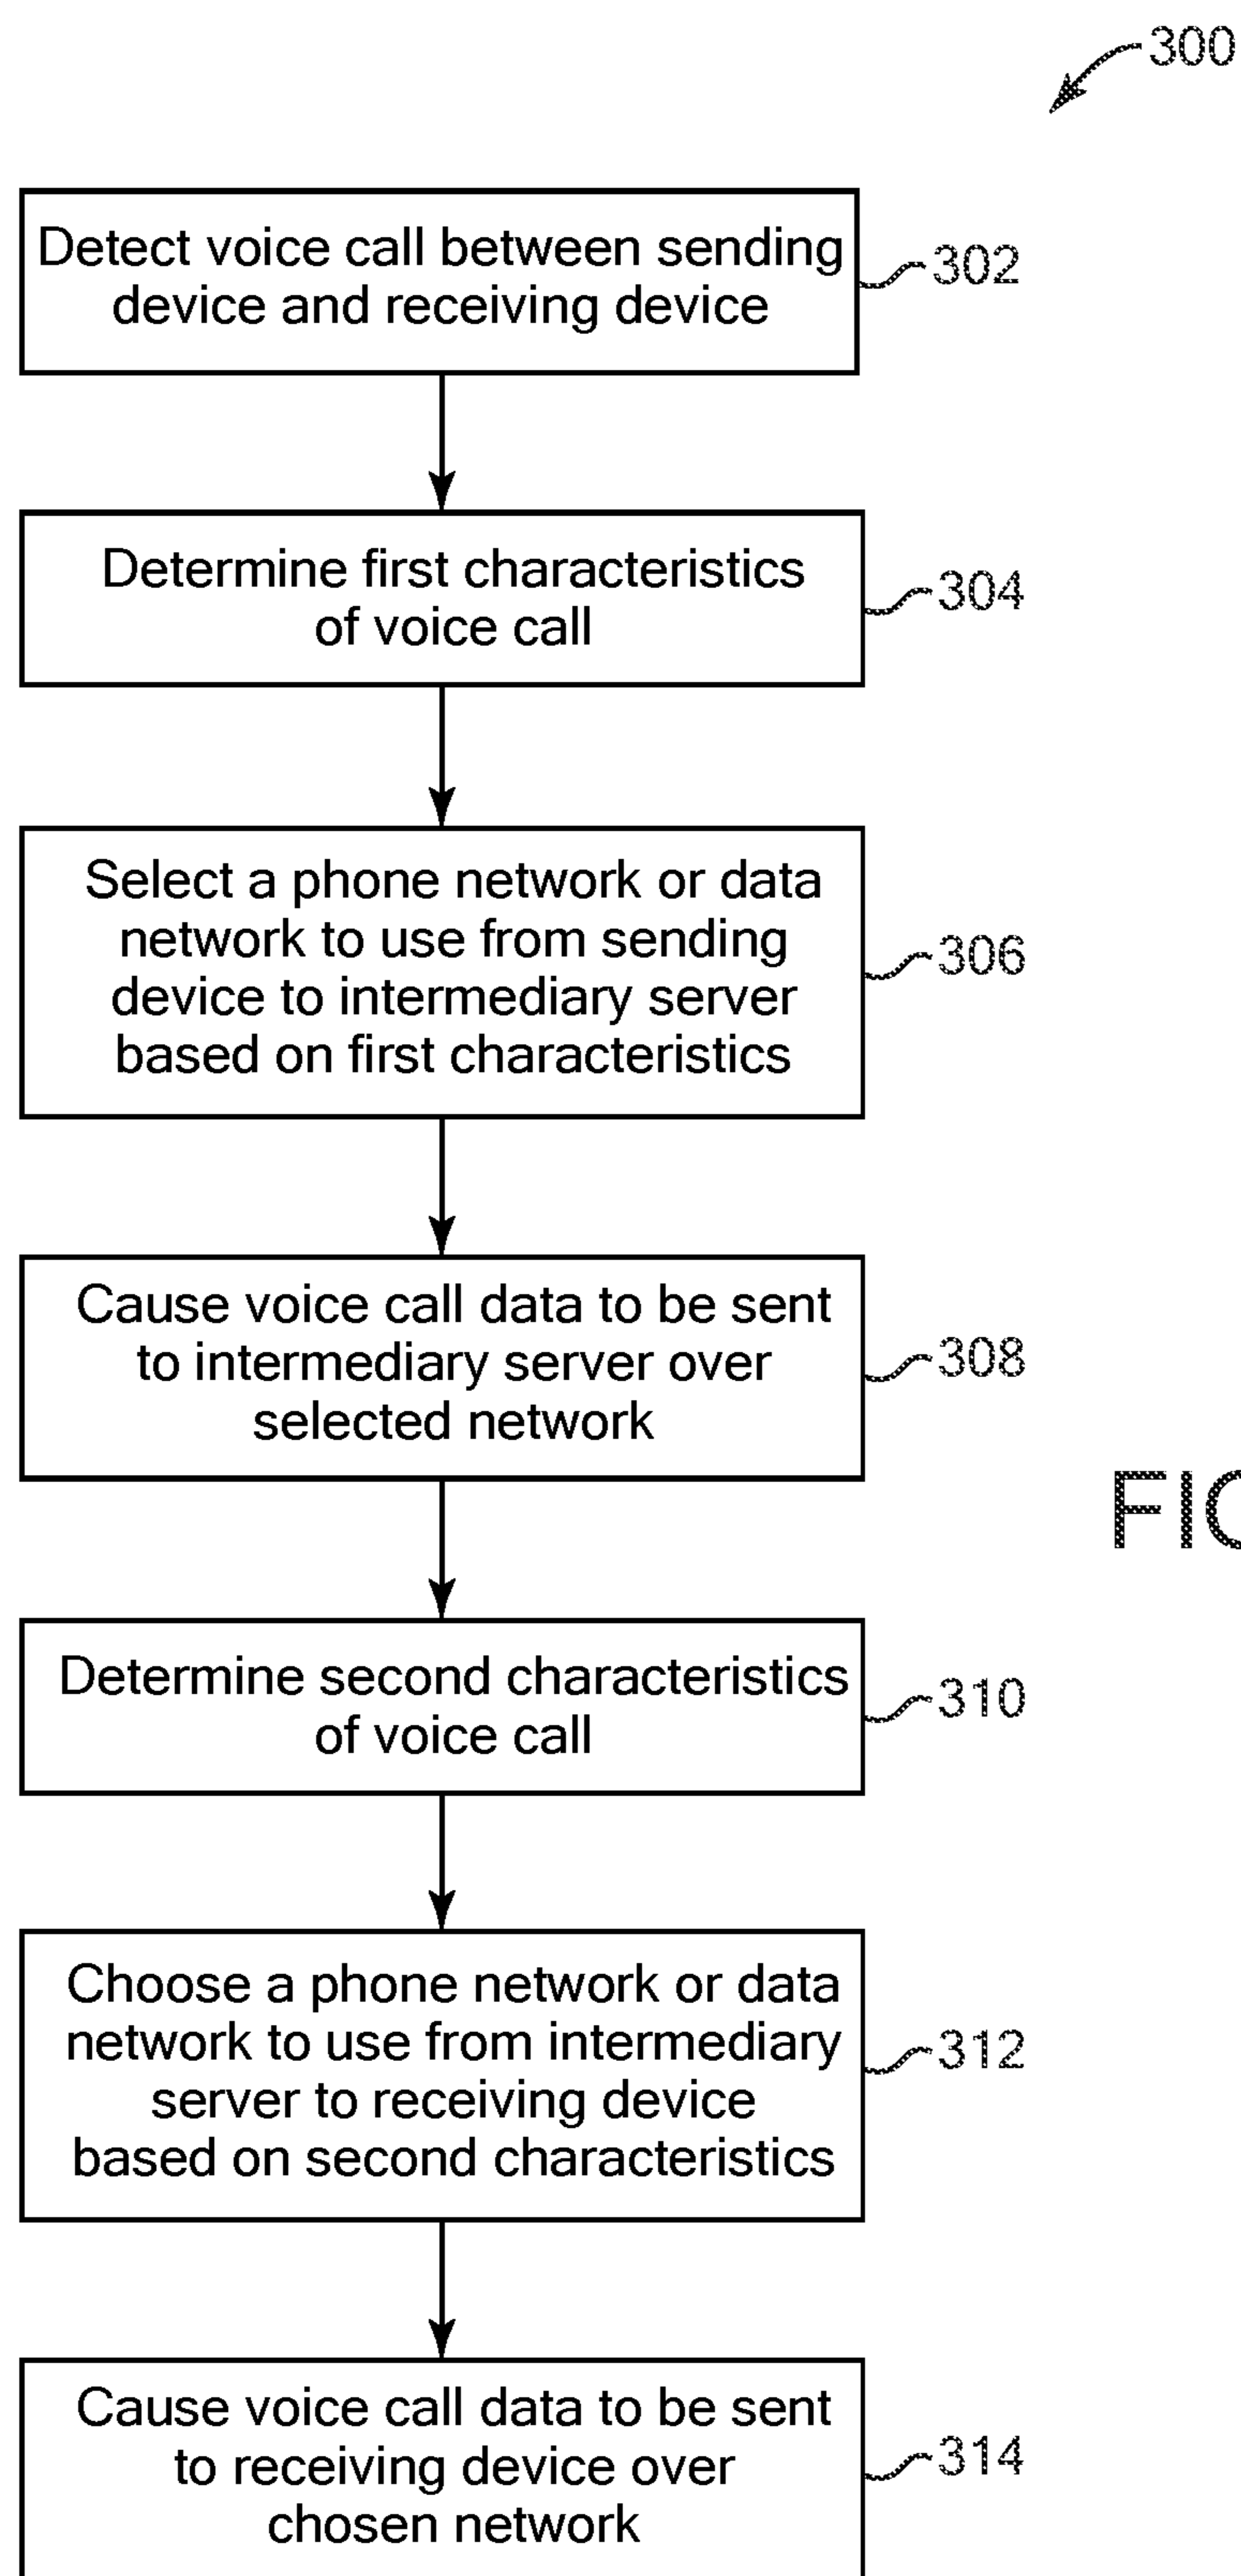 300
Detect voice call between sending
device and receiving device
302
Determine first characteristics
of voice call
304
Select a phone network or data
network to use from sending
device to intermediary server
based on first characteristics
306
Cause voice call data to be sent
to intermediary server over
selected network
308
Determine second characteristics
of voice call
310
Choose a phone network or data
network to use from intermediary
server to receiving device
based on second characteristics
312
Cause voice call data to be sent
to receiving device over
chosen network
314